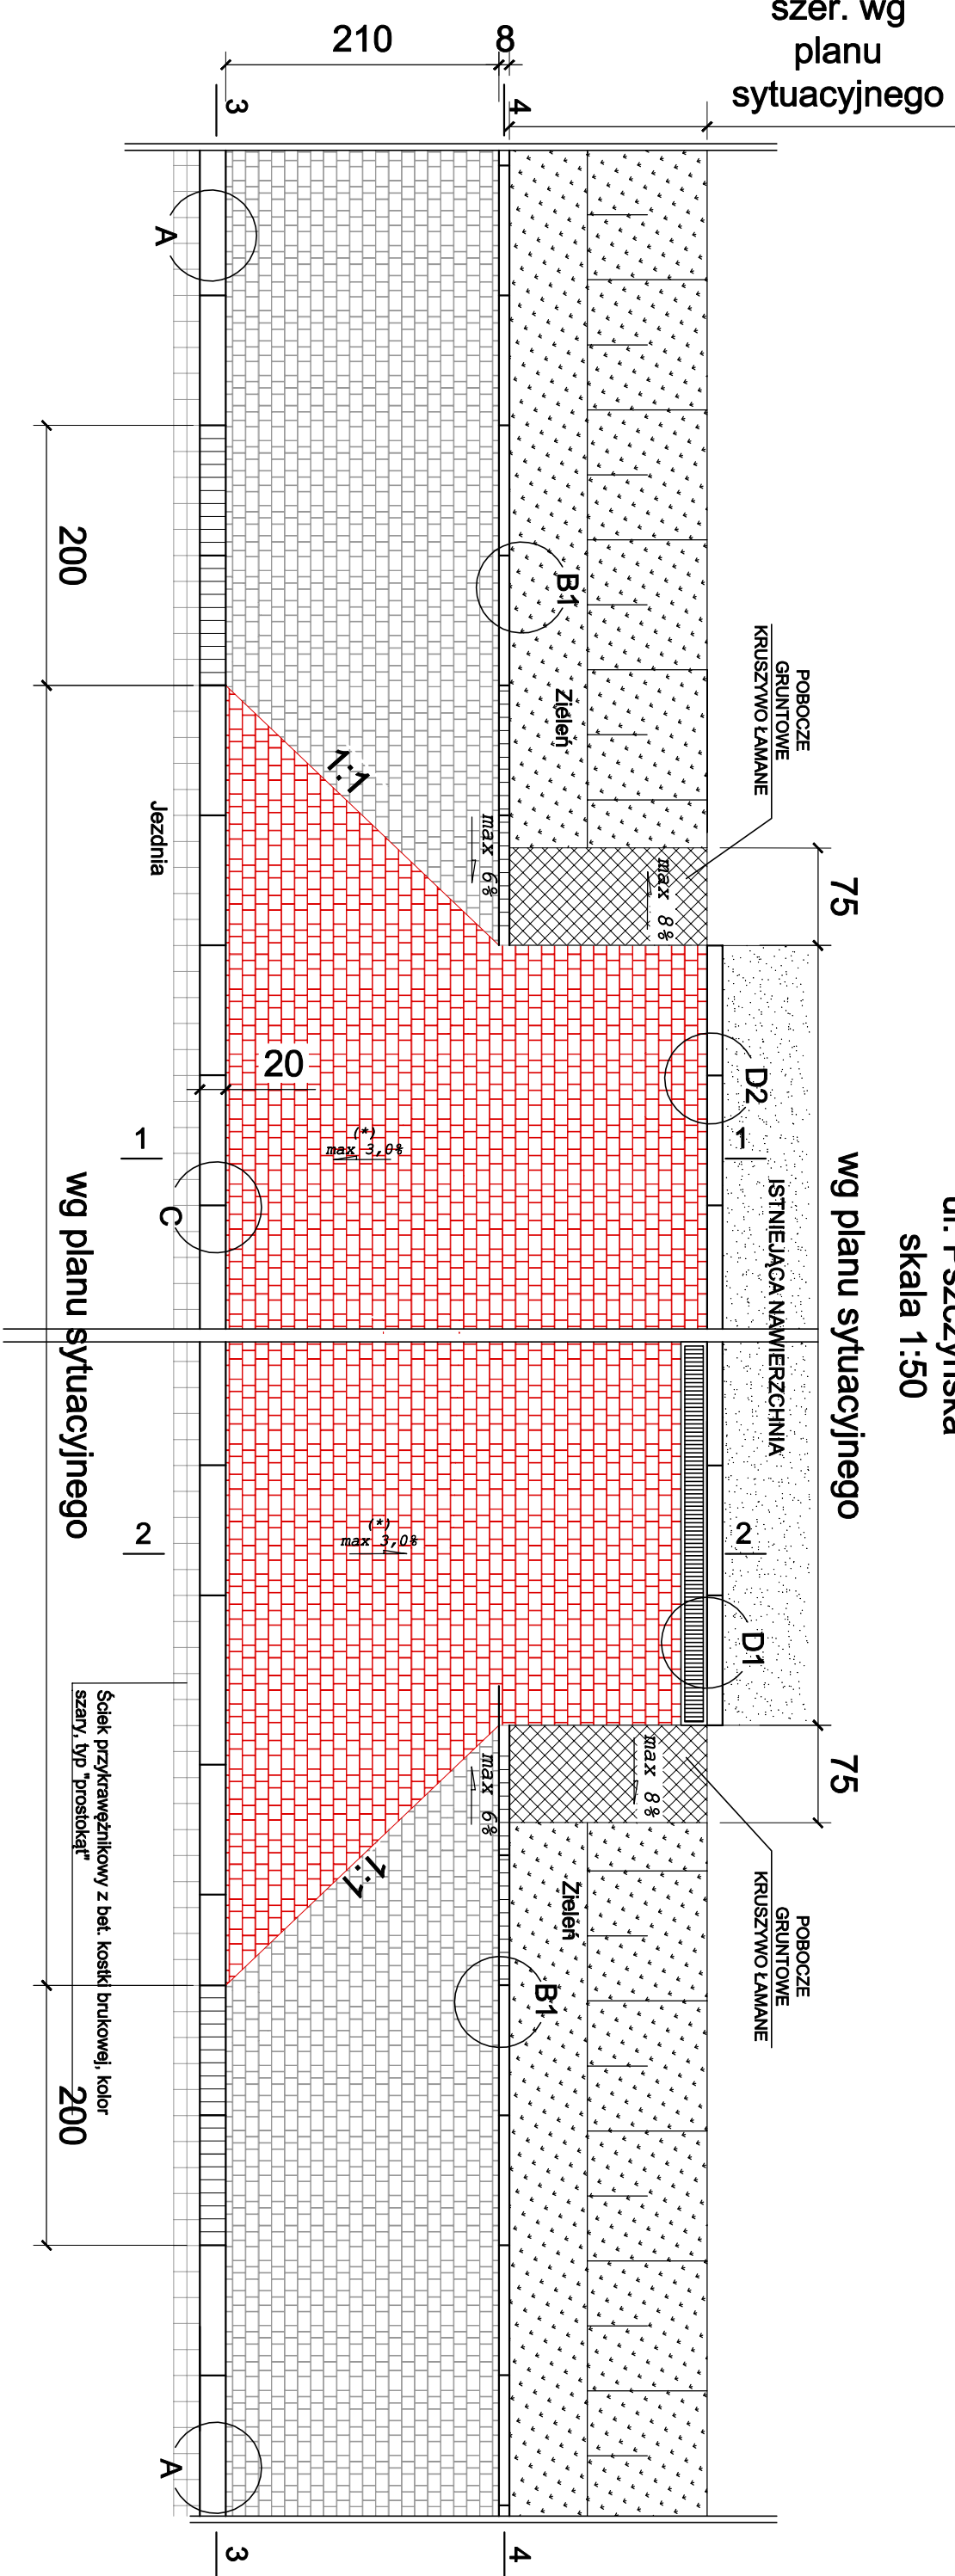 szer. wg
planu
sytuacyjnego
210
8
3
4
A
200
B1
Zieleń
POBOCZE
GRUNTOWE
KRUSZYWO ŁAMANE
1:1
Jezdnia
max 6%
max 8%
75
20
D2
1
1
(*)
max 3,0%
C
wg planu sytuacyjnego
wg planu sytuacyjnego
ISTNIEJĄCA NAWIERZCHNIA
skala 1:50
(*)
max 3,0%
2
2
D1
Ściek przykrawężnikowy z bet. kostki brukowej, kolor
szary, typ "prostokąt"
max 6%
max 8%
75
1:1
Zieleń
POBOCZE
GRUNTOWE
KRUSZYWO ŁAMANE
B1
200
A
3
4